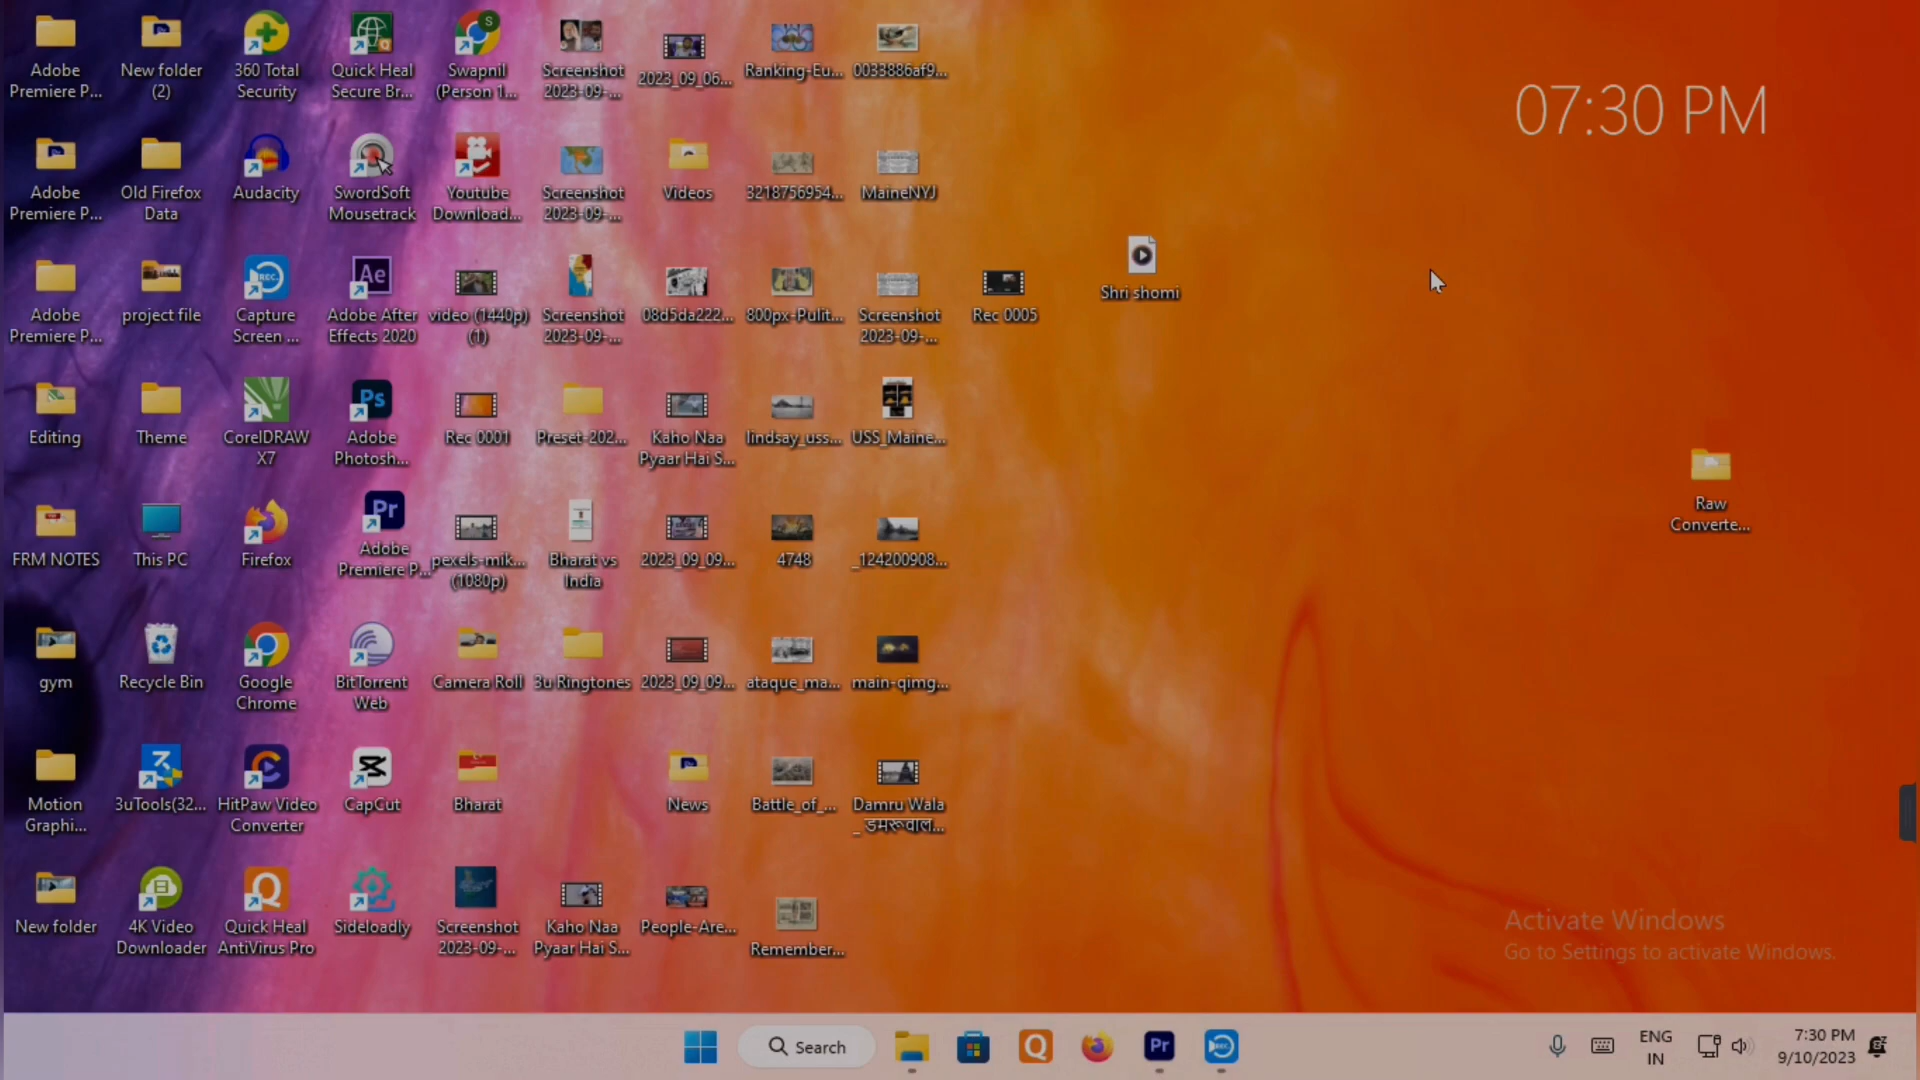 Adobe
Premiere P...
New folder
(2)
360 Total
Security
Quick Heal
Secure Br...
Swapnil
(Person 1...
Screenshot
2023-09-...
2023_09_06...
Ranking-Eu...
0033886af9...
07:30 PM
Adobe
Premiere P...
Old Firefox
Data
Audacity
SwordSoft
Mousetrack
Youtube
Download...
Screenshot
2023-09-...
Videos
3218756954...
MaineNYJ
Adobe
Premiere P...
project file
Capture
Screen ...
Adobe After
Effects 2020
video (1440p)
(1)
Screenshot
2023-09-...
08d5da222...
800px-Pulit...
Screenshot
2023-09-...
Rec 0005
Shri shomi
Editing
Theme
CorelDRAW
X7
Adobe
Photosh...
Rec 0001
Preset-202...
Kaho Naa
Pyaar Hai S...
lindsay_uss...
USS_Maine...
Raw
Converte...
FRM NOTES
This PC
Firefox
Adobe
Premiere P...
pexels-mik...
(1080p)
Bharat vs
India
2023_09_09...
4748
_124200908...
gym
Recycle Bin
Google
Chrome
BitTorrent
Web
Camera Roll
3u Ringtones
2023_09_09...
ataque_ma...
main-qimg...
Motion
Graphi...
3uTools(32...
HitPaw Video
Converter
CapCut
Bharat
News
Battle_of_...
Damru Wala
_ डमरू वाल...
New folder
4K Video
Downloader
Quick Heal
AntiVirus Pro
Sideloadly
Screenshot
2023-09-...
Kaho Naa
Pyaar Hai S...
People-Are...
Remember...
Activate Windows
Go to Settings to activate Windows.
Search
ENG
IN
7:30 PM
9/10/2023